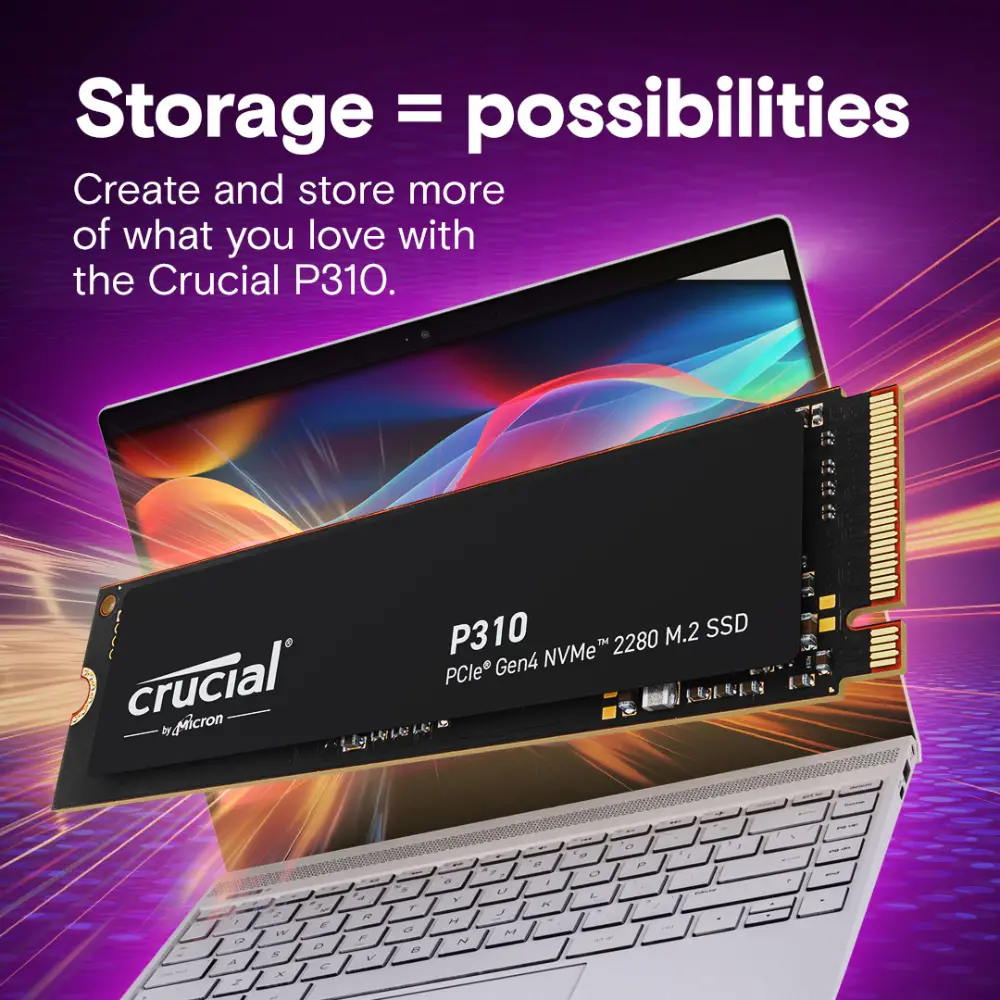 Storage = possibilities
Create and store more
of what you love with
the Crucial P310.
P310
PCIe® Gen4 NVMe™ 2280 M.2 SSD
crucial®
by Micron